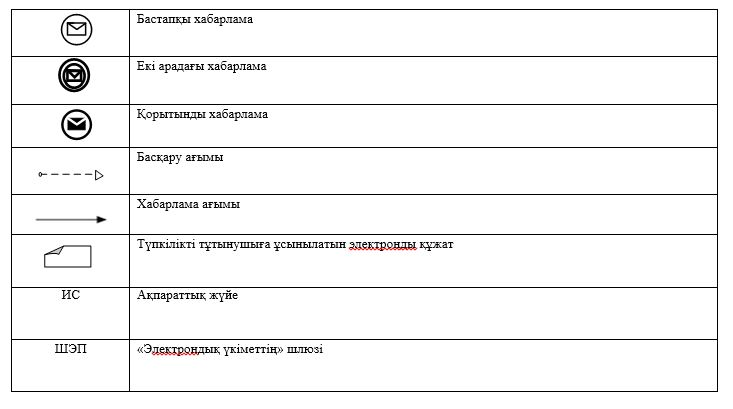 Бастапқы хабарлама
Екі арадағы хабарлама
Қорытынды хабарлама
Басқару ағымы
Хабарлама ағымы
Түпкілікті тұтынушыға ұсынылатын электронды құжат
ИС Ақпараттық жүйе
ШЭП «Электрондық үкіметтің» шлюзі